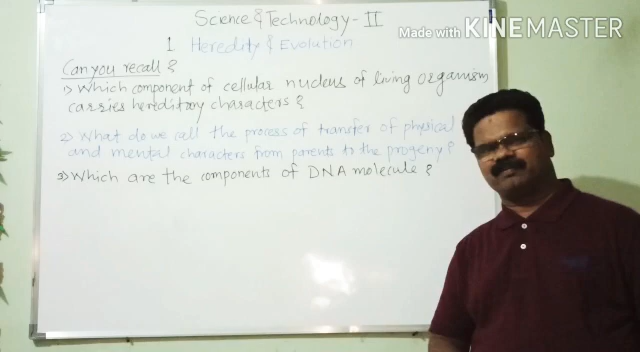 Science & Technology - II
Made with KINEMASTER
1 Heredity & Evolution
Can you recall ?
1> Which component of cellular nucleus of living organism
carries hereditroy characters ?
2> What do we call the process of transfer of physical
and mental characters from parents to the progeny ?
3> Which are the components of DNA molecule ?